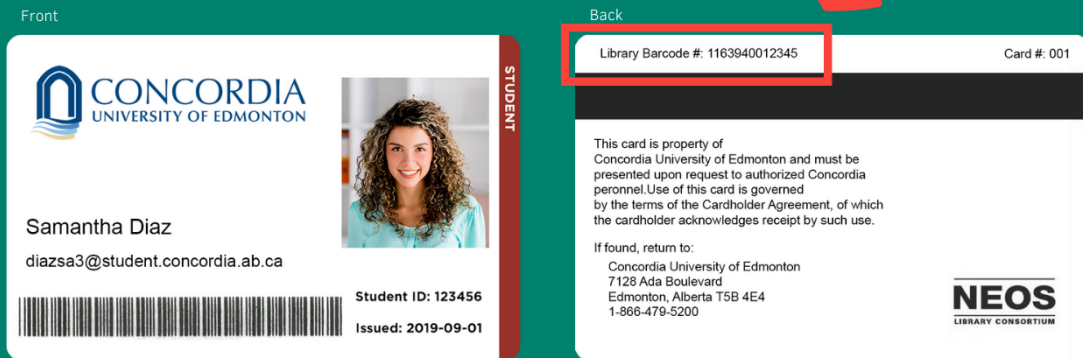 Front
CONCORDIA
UNIVERSITY OF EDMONTON
STUDENT
Samantha Diaz
diazsa3@student.concordia.ab.ca
Student ID: 123456
Issued: 2019-09-01
Back
Library Barcode #: 1163940012345
Card #: 001
This card is property of
Concordia University of Edmonton and must be
presented upon request to authorized Concordia
peronnel.Use of this card is governed
by the terms of the Cardholder Agreement, of which
the cardholder acknowledges receipt by such use.
If found, return to:
Concordia University of Edmonton
7128 Ada Boulevard
Edmonton, Alberta T5B 4E4
1-866-479-5200
NEOS
LIBRARY CONSORTIUM